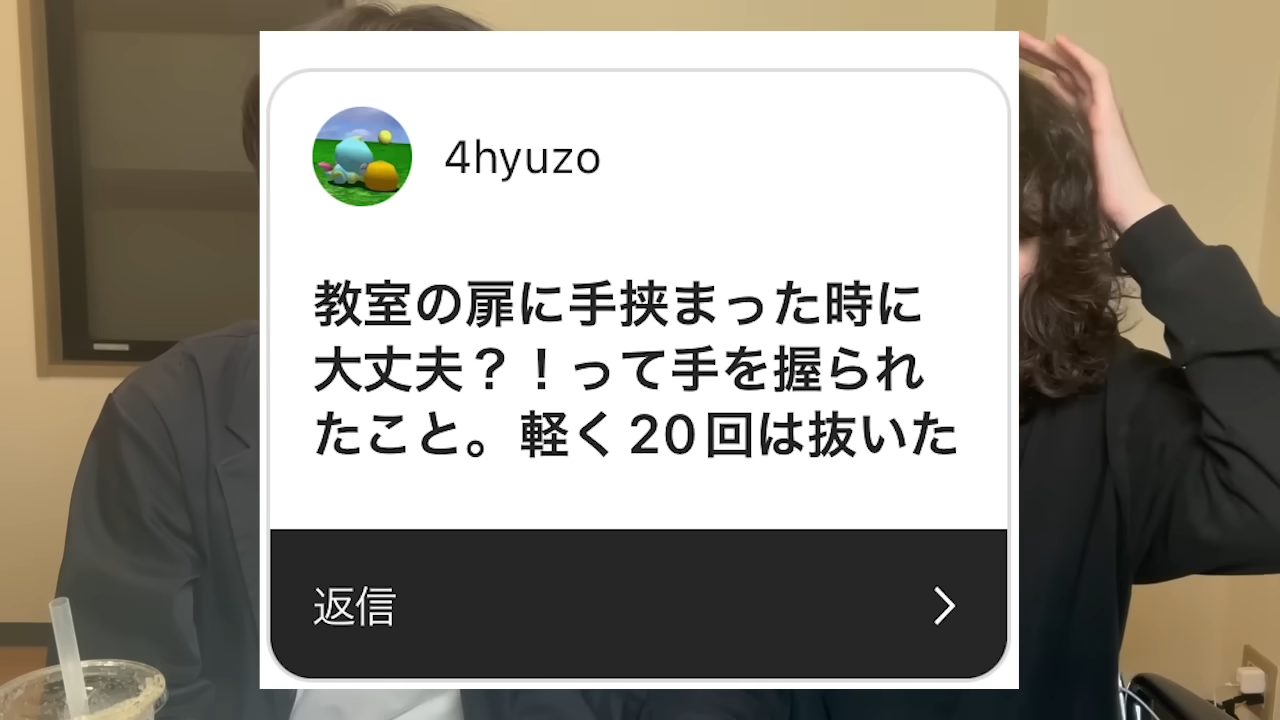 4hyuzo
教室の扉に手挟まった時に
大丈夫？！って手を握られ
たこと。軽く20回は抜いた
返信